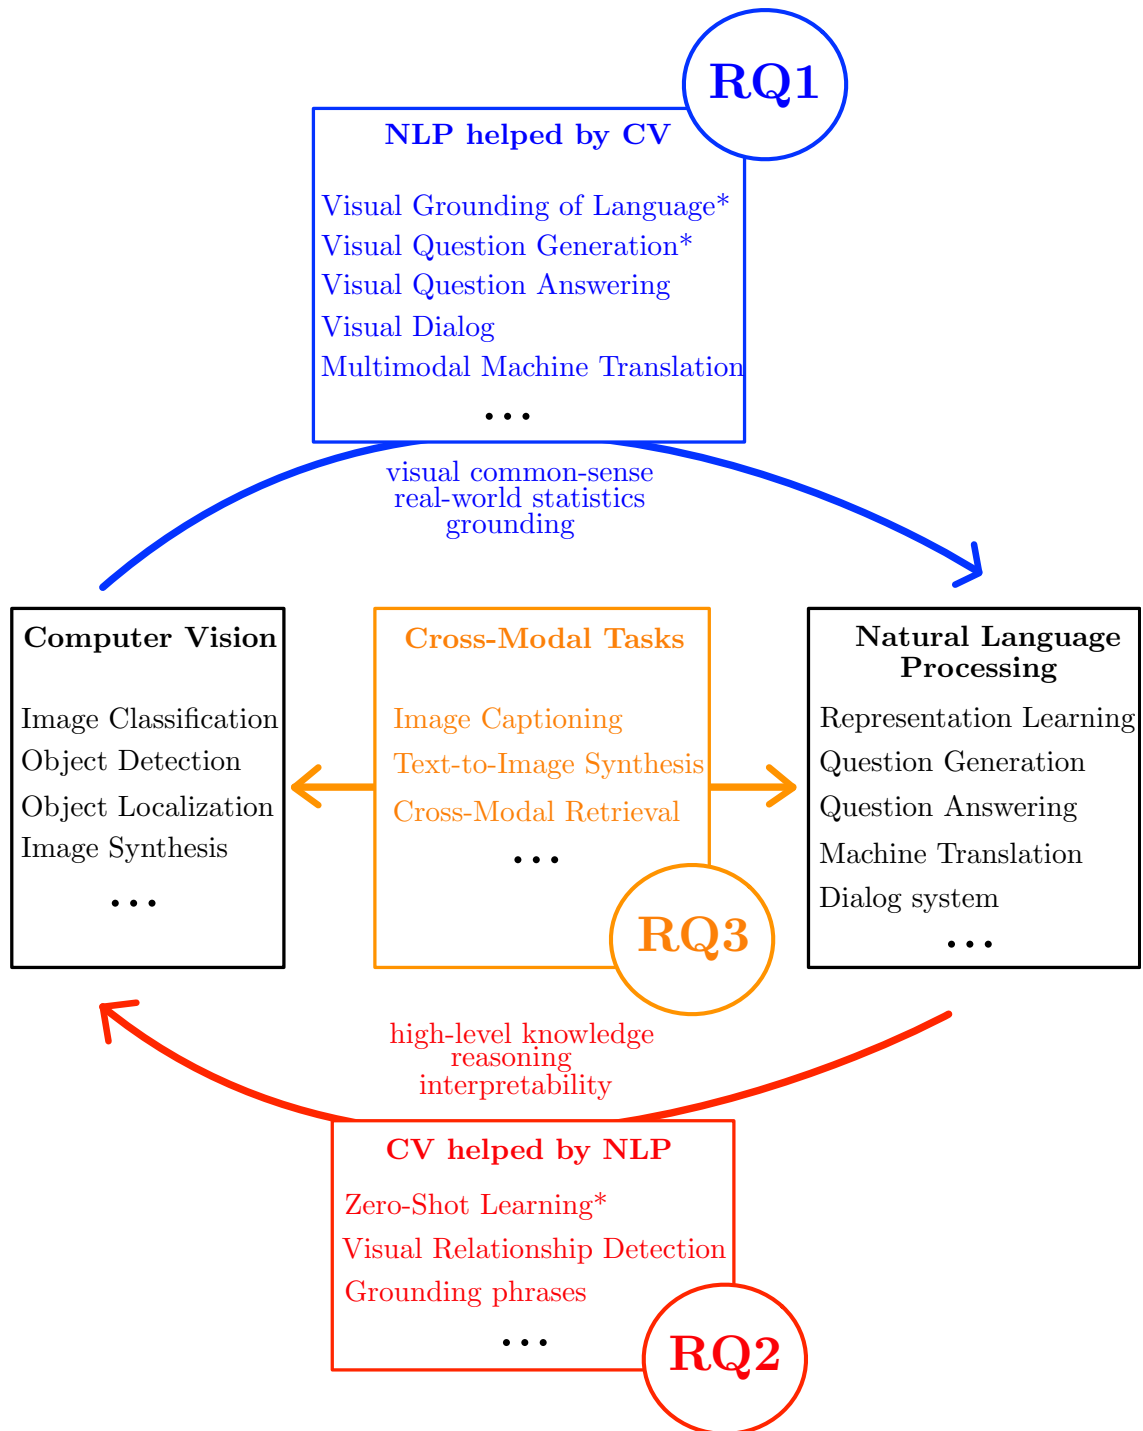 RQ1
NLP helped by CV
Visual Grounding of Language*
Visual Question Generation*
Visual Question Answering
Visual Dialog
Multimodal Machine Translation
...
visual common-sense
real-world statistics
grounding
Computer Vision
Image Classification
Object Detection
Object Localization
Image Synthesis
...
Cross-Modal Tasks
Image Captioning
Text-to-Image Synthesis
Cross-Modal Retrieval
...
RQ3
Natural Language
Processing
Representation Learning
Question Generation
Question Answering
Machine Translation
Dialog system
...
high-level knowledge
reasoning
interpretability
CV helped by NLP
Zero-Shot Learning*
Visual Relationship Detection
Grounding phrases
...
RQ2